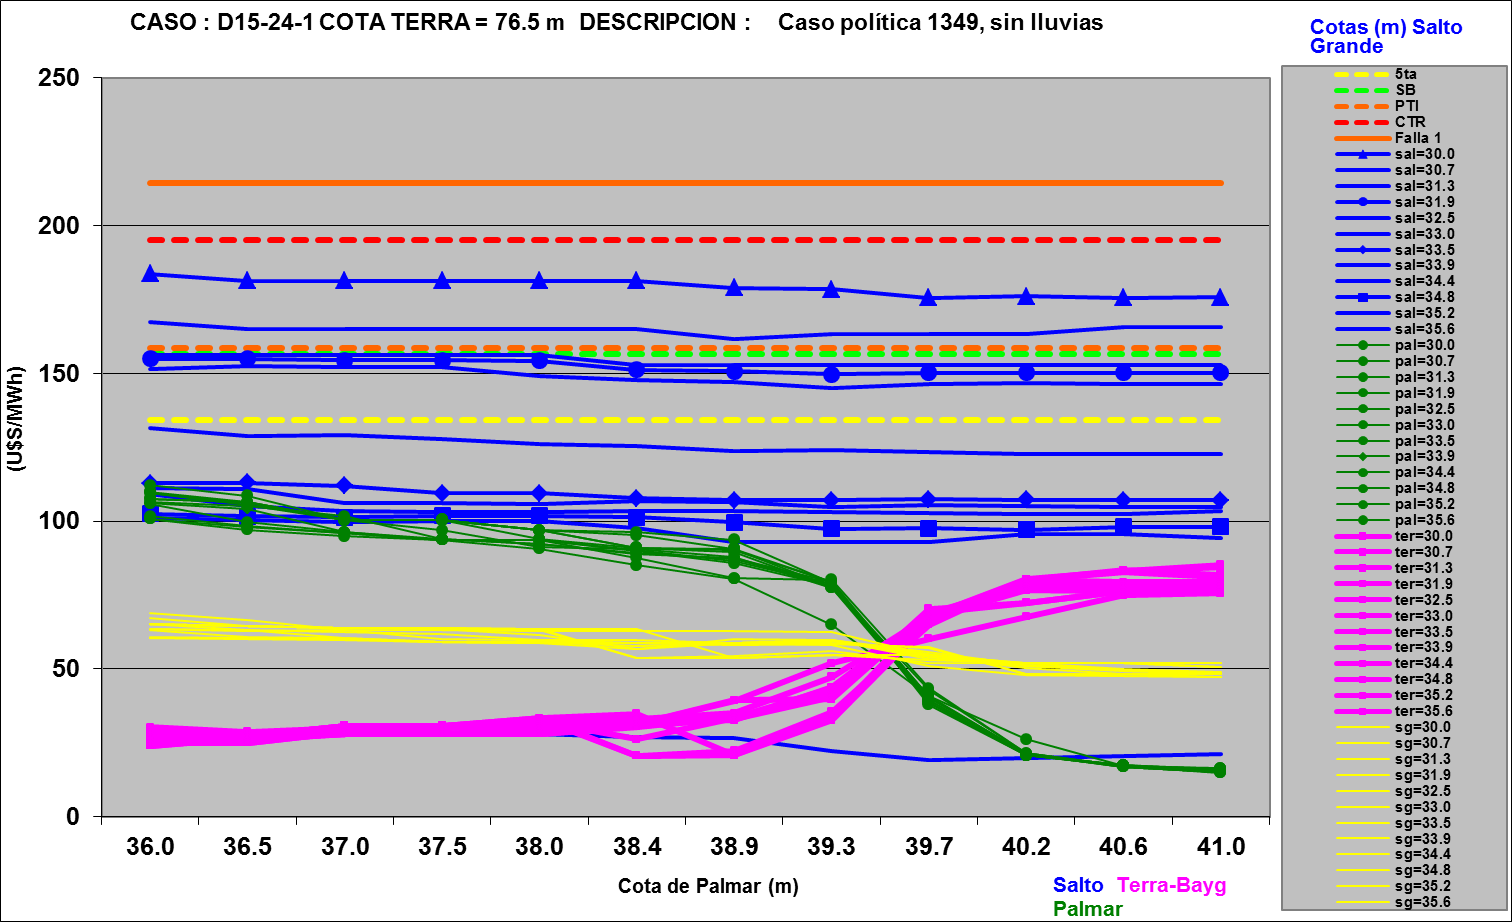 CASO : D15-24-1 COTA TERRA = 76.5 m   DESCRIPCION :    Caso política 1349, sin lluvias
Cotas (m) Salto
Grande
250
200
150
100
50
0
(U$S/MWh)
36.0 36.5 37.0 37.5 38.0 38.4 38.9 39.3 39.7 40.2 40.6 41.0
Cota de Palmar (m)
Salto Terra-Bayg
Palmar
5ta
SB
PTI
CTR
Falla 1
sal=30.0
sal=30.7
sal=31.3
sal=31.9
sal=32.5
sal=33.0
sal=33.5
sal=33.9
sal=34.4
sal=34.8
sal=35.2
sal=35.6
pal=30.0
pal=30.7
pal=31.3
pal=31.9
pal=32.5
pal=33.0
pal=33.5
pal=33.9
pal=34.4
pal=34.8
pal=35.2
pal=35.6
ter=30.0
ter=30.7
ter=31.3
ter=31.9
ter=32.5
ter=33.0
ter=33.5
ter=33.9
ter=34.4
ter=34.8
ter=35.2
ter=35.6
sg=30.0
sg=30.7
sg=31.3
sg=31.9
sg=32.5
sg=33.0
sg=33.5
sg=33.9
sg=34.4
sg=34.8
sg=35.2
sg=35.6